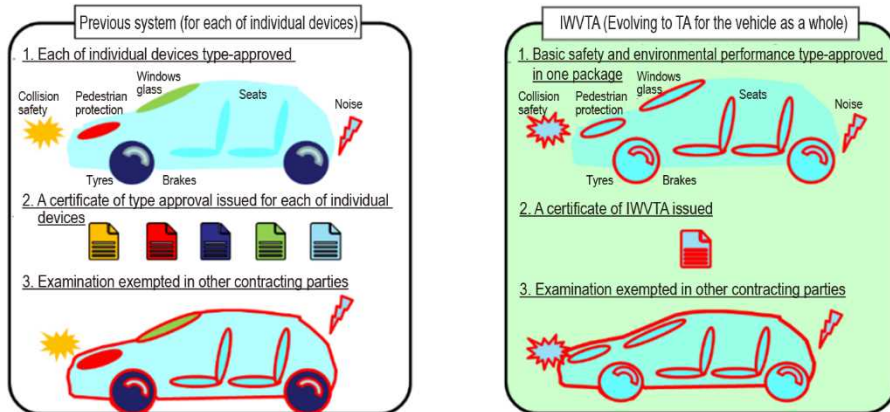 Previous system (for each of individual devices)
1. Each of individual devices type-approved
Windows
glass
Collision
safety
Pedestrian
protection
Seats
Noise
Tyres
Brakes
2. A certificate of type approval issued for each of individual
devices
3. Examination exempted in other contracting parties
IWVTA (Evolving to TA for the vehicle as a whole)
1. Basic safety and environmental performance type-approved
in one package
Windows
glass
Collision
safety
Pedestrian
protection
Seats
Noise
Tyres
Brakes
2. A certificate of IWVTA issued
3. Examination exempted in other contracting parties